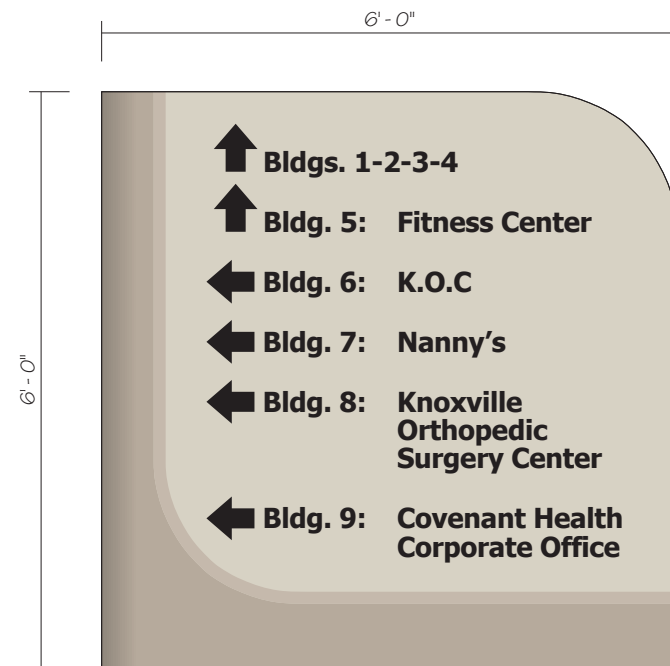 6' - 0"
6' - 0"
Bldgs. 1-2-3-4
Bldg. 5: Fitness Center
Bldg. 6: K.O.C
Bldg. 7: Nanny's
Bldg. 8: Knoxville
Orthopedic
Surgery Center
Bldg. 9: Covenant Health
Corporate Office